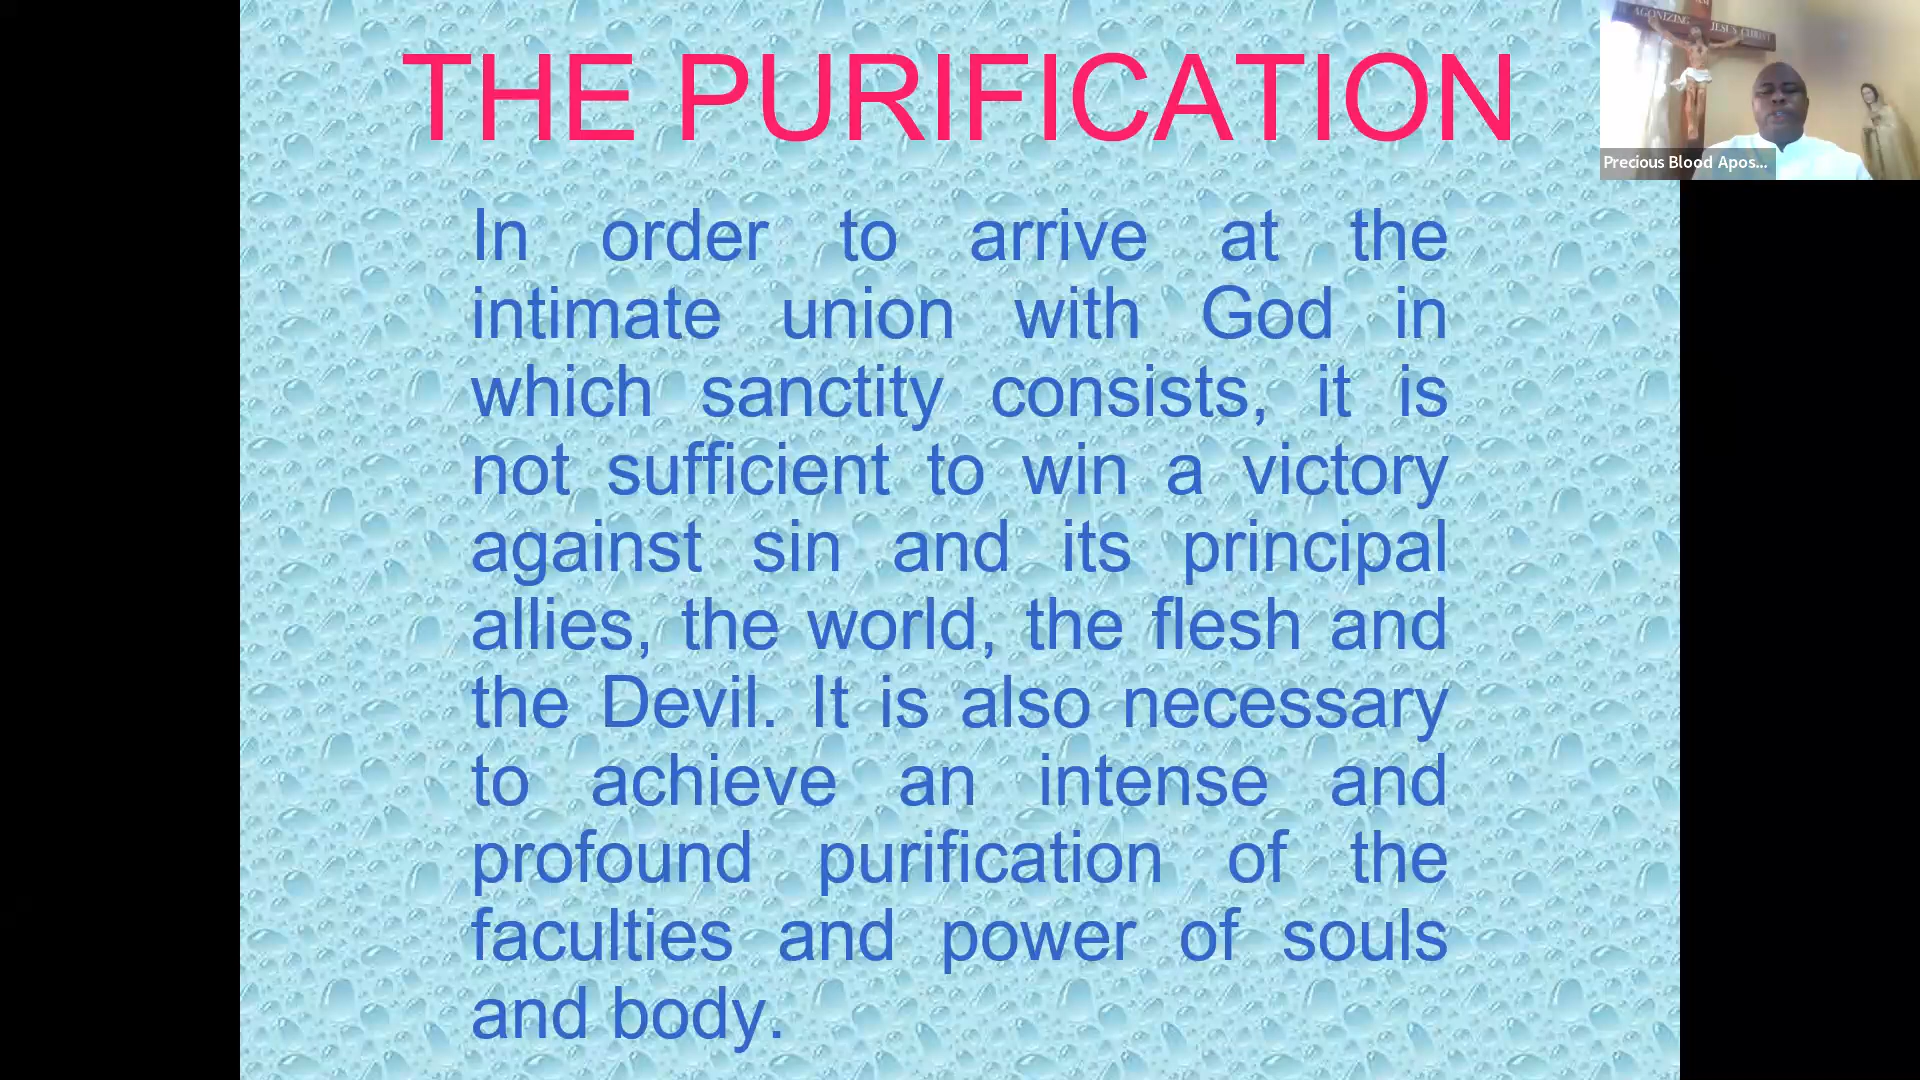 THE PURIFICATION
In order to arrive at the
intimate union with God in
which sanctity consists, it is
not sufficient to win a victory
against sin and its principal
allies, the world, the flesh and
the Devil. It is also necessary
to achieve an intense and
profound purification of the
faculties and power of souls
and body.
AGONIZING JESUS CHRIST
Precious Blood Apos...